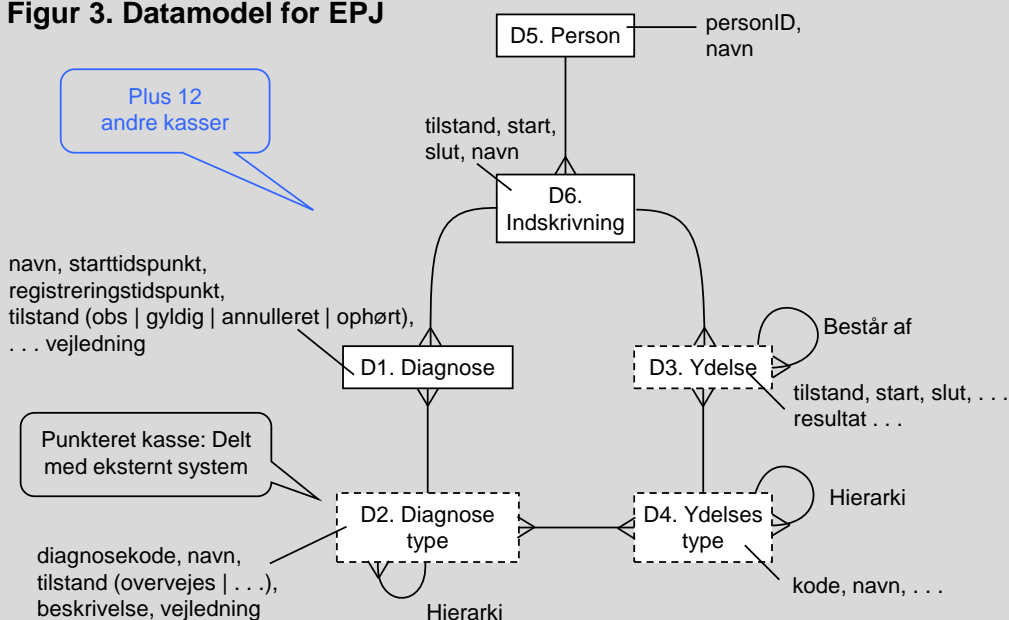 Figur 3. Datamodel for EPJ
D5. Person
personID,
navn
Plus 12
andre kasser
tilstand, start,
slut, navn
D6.
Indskrivning
navn, starttidspunkt,
registreringstidspunkt,
tilstand (obs | gyldig | annulleret | ophørt),
. . . vejledning
D1. Diagnose
D3. Ydelse
Består af
tilstand, start, slut, . . .
resultat . . .
Punkteret kasse: Delt
med eksternt system
D2. Diagnose
type
D4. Ydelses
type
Hierarki
diagnosekode, navn,
tilstand (overvejes | . . .),
beskrivelse, vejledning
Hierarki
kode, navn, . . .